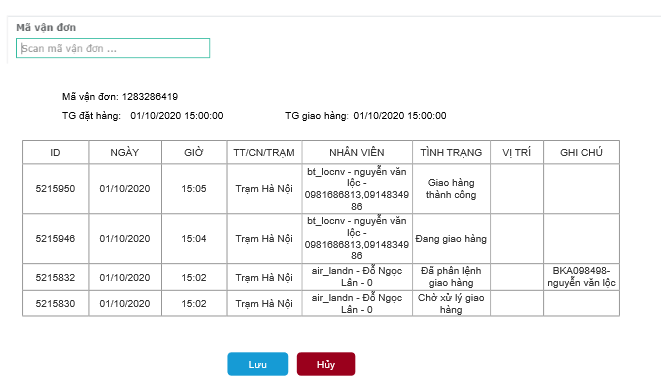 Mã vận đơn
Scan mã vận đơn ...
Mã vận đơn: 1283286419
TG đặt hàng: 01/10/2020 15:00:00 TG giao hàng: 01/10/2020 15:00:00
ID NGÀY GIỜ TT/CN/TRẠM NHÂN VIÊN TÌNH TRẠNG VỊ TRÍ GHI CHÚ
5215950 01/10/2020 15:05 Trạm Hà Nội
bt_locnv - nguyễn văn
lộc -
0981686813,09148349
86
Giao hàng
thành công
5215946 01/10/2020 15:04 Trạm Hà Nội
bt_locnv - nguyễn văn
lộc -
0981686813,09148349
86
Đang giao hàng
5215832 01/10/2020 15:02 Trạm Hà Nội
air_landn - Đỗ Ngọc
Lân - 0
Đã phân lệnh
giao hàng
BKA098498-
nguyễn văn lộc
5215830 01/10/2020 15:02 Trạm Hà Nội
air_landn - Đỗ Ngọc
Lân - 0
Chờ xử lý giao
hàng
Lưu Hủy